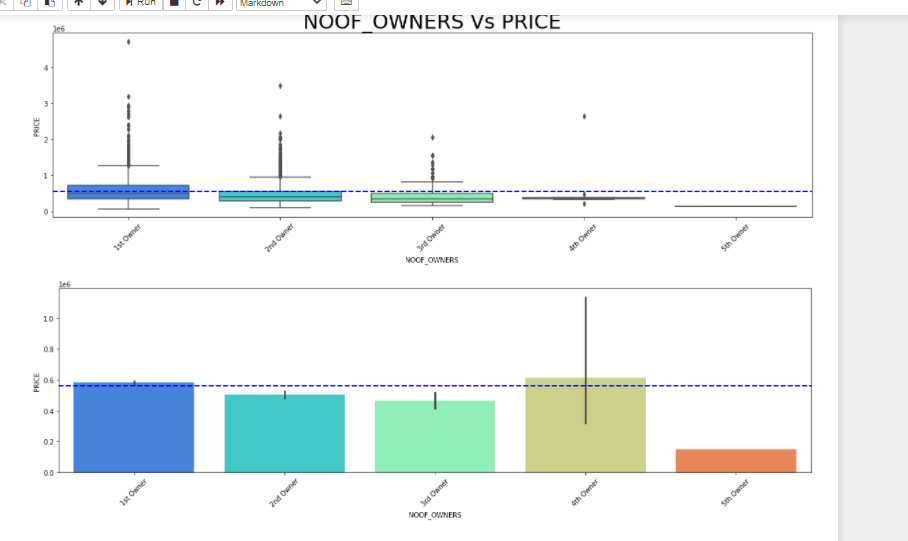 Run
Markdown
NOOF_OWNERS Vs PRICE
1e6
4
3
2
1
0
PRICE
1st Owner
2nd Owner
3rd Owner
4th Owner
5th Owner
NOOF_OWNERS
1e6
1.0
0.8
0.6
0.4
0.2
0.0
PRICE
1st Owner
2nd Owner
3rd Owner
4th Owner
5th Owner
NOOF_OWNERS